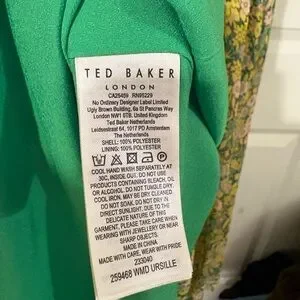 TED BAKER
LONDON
CA25469 RN95229
No Ordinary Designer Label Limited
Ugly Brown Building, 6a St Pancras Way
London NW1 0TB. United Kingdom
Ted Baker Netherlands
Leidsestraat 64, 1017 PD Amsterdam
The Netherlands
SHELL: 100% POLYESTER
LINING: 100% POLYESTER
COOL HAND WASH SEPARATELY AT
30C, INSIDE OUT. DO NOT USE
PRODUCTS CONTAINING BLEACH, OIL
OR ALCOHOL. DO NOT TUMBLE DRY.
COOL IRON. MAY BE DRY CLEANED.
DO NOT IRON. DO NOT DRY IN
DIRECT SUNLIGHT. DUE TO THE
DELICATE NATURE OF THIS
GARMENT, PLEASE TAKE CARE WHEN
WEARING WITH JEWELLERY OR NEAR
SHARP OBJECTS.
MADE IN CHINA
MADE WITH CARE, WEAR WITH PRIDE
233040
259468 WMD URSILLE